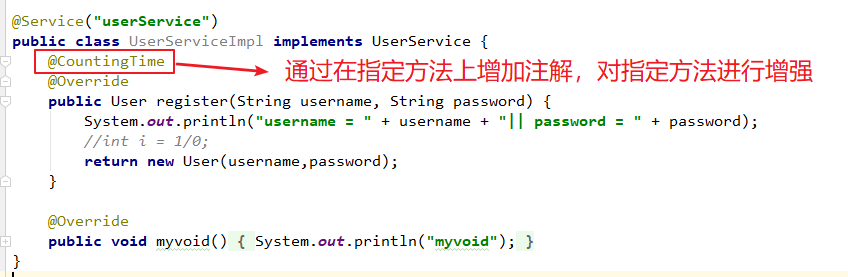 @Service("userService")
public class UserServiceImpl implements UserService {
@CountingTime
通过在指定方法上增加注解，对指定方法进行增强
@Override
public User register(String username, String password) {
System.out.println("username = " + username + "|| password = " + password);
//int i = 1/0;
return new User(username,password);
}
@Override
public void myvoid() { System.out.println("myvoid"); }
}